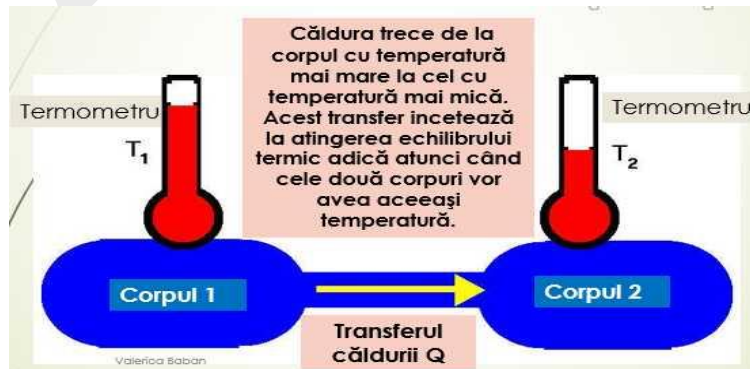 Căldura trece de la
corpul cu temperatură
mai mare la cel cu
temperatură mai mică.
Acest transfer incetează
la atingerea echilibrului
termic adică atunci când
cele două corpuri vor
avea aceeaşi
temperatură.
Termometru
T1
Termometru
T2
Corpul 1
Corpul 2
Transferul
căldurii Q
Valerica Baban